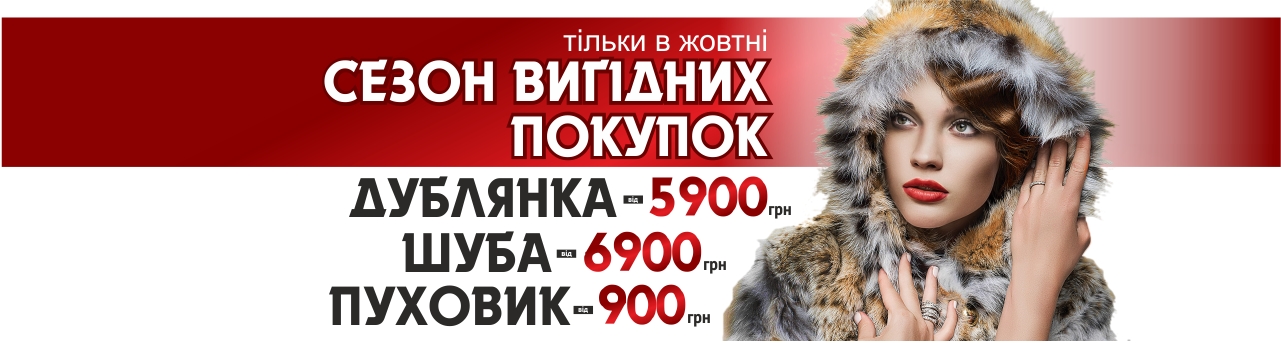 тільки в жовтні
СЕЗОН ВИГІДНИХ
ПОКУПОК
ДУБЛЯНКА - від 5900 грн
ШУБА - від 6900 грн
ПУХОВИК - від 900 грн